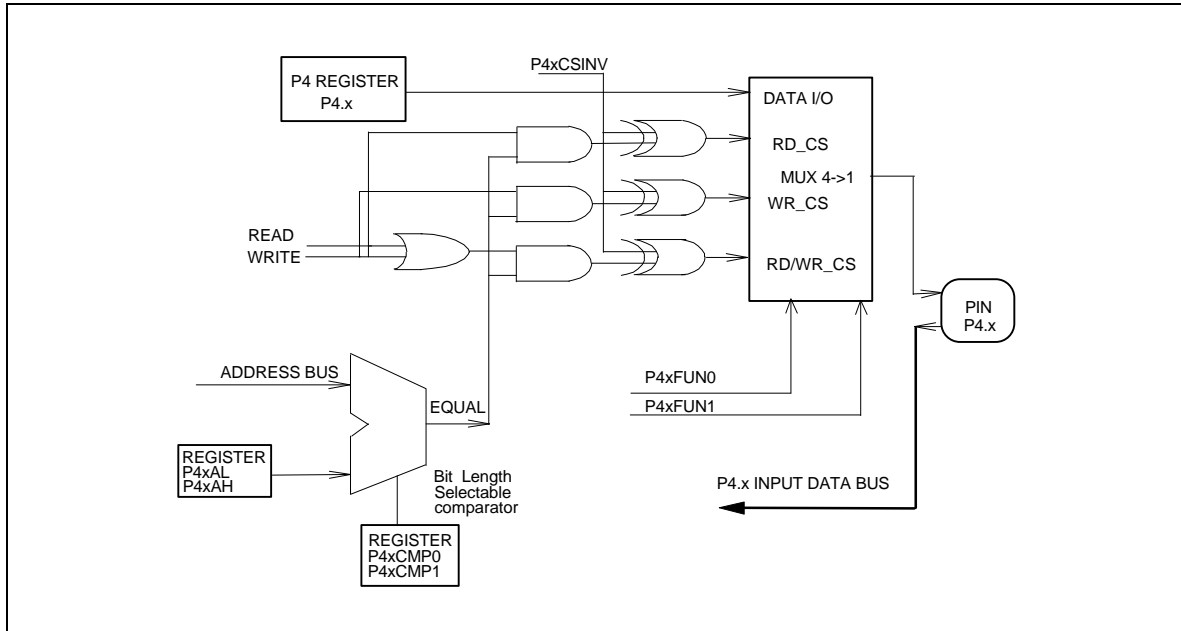 P4xCSINV
P4 REGISTER
P4.x
DATA I/O
RD_CS
MUX 4->1
WR_CS
RD/WR_CS
READ
WRITE
PIN
P4.x
ADDRESS BUS
P4xFUN0
P4xFUN1
EQUAL
REGISTER
P4xAL
P4xAH
Bit Length
Selectable
comparator
P4.x INPUT DATA BUS
REGISTER
P4xCMP0
P4xCMP1